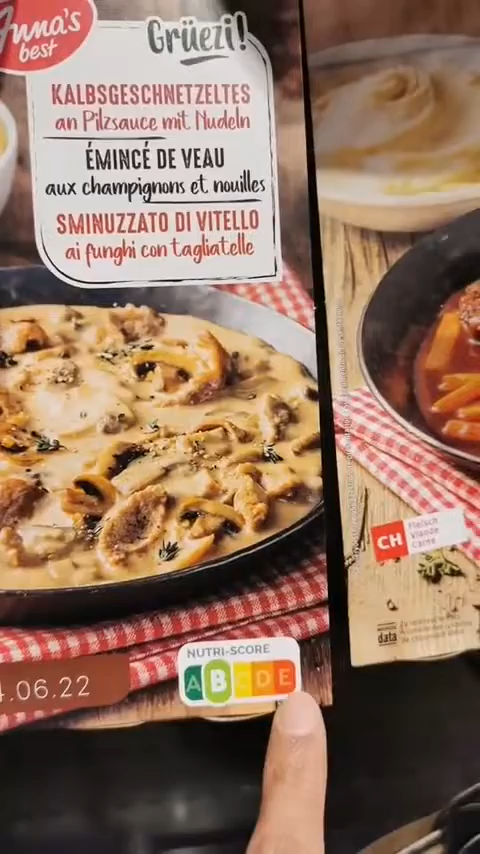 Anna's
best
Grüezi!
KALBSGESCHNETZELTES
an Pilzsauce mit Nudeln
ÉMINCÉ DE VEAU
aux champignons et nouilles
SMINUZZATO DI VITELLO
ai funghi con tagliatelle
CH
Fleisch
Viande
Carne
data
NUTRI-SCORE
A B C D E
.06.22